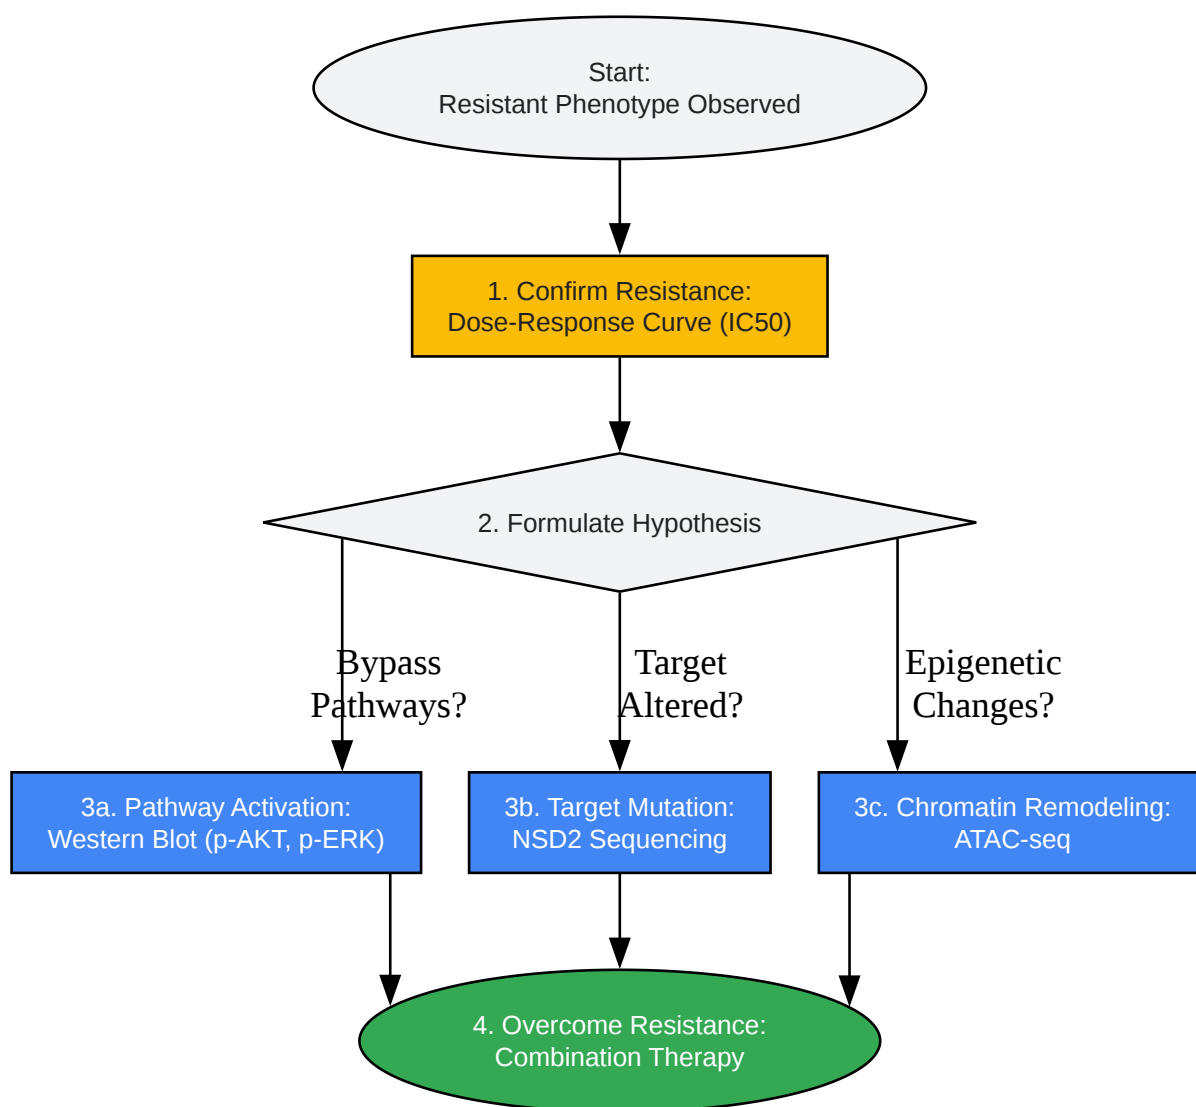 Start:
Resistant Phenotype Observed
1. Confirm Resistance:
Dose-Response Curve (IC50)
2. Formulate Hypothesis
Bypass
Pathways?
Target
Altered?
Epigenetic
Changes?
3a. Pathway Activation:
Western Blot (p-AKT, p-ERK)
3b. Target Mutation:
NSD2 Sequencing
3c. Chromatin Remodeling:
ATAC-seq
4. Overcome Resistance:
Combination Therapy